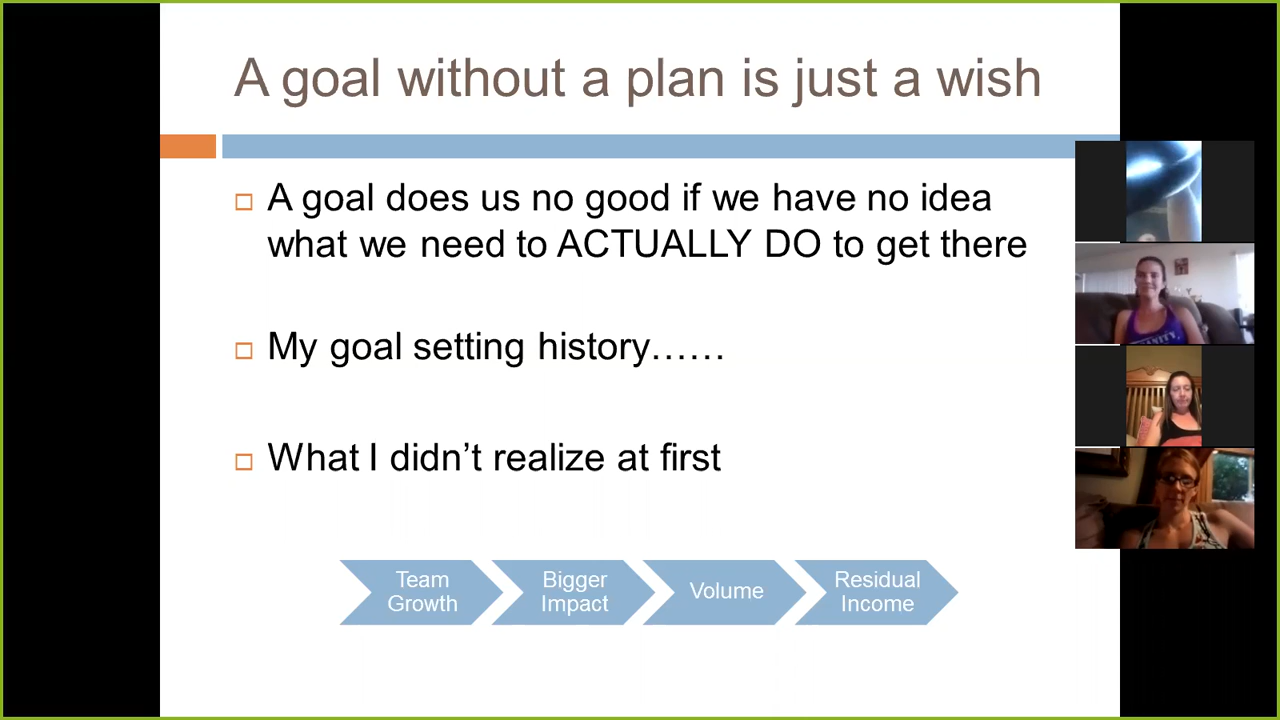 A goal without a plan is just a wish
A goal does us no good if we have no idea
what we need to ACTUALLY DO to get there
My goal setting history……
What I didn’t realize at first
Team
Growth
Bigger
Impact
Volume
Residual
Income